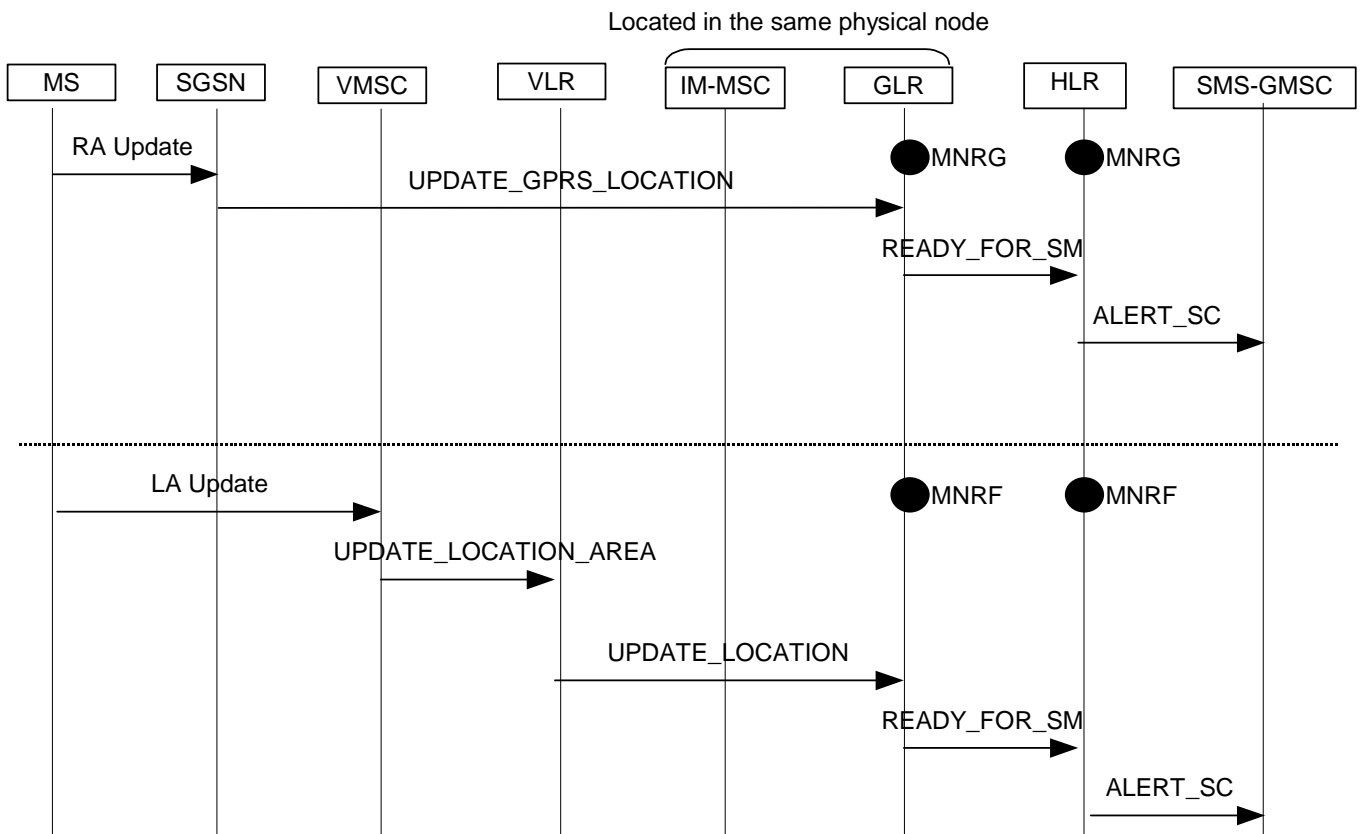 Located in the same physical node
MS
SGSN
VMSC
VLR
IM-MSC
GLR
HLR
SMS-GMSC
RA Update
MNRG
MNRG
UPDATE_GPRS_LOCATION
READY_FOR_SM
ALERT_SC
LA Update
MNRF
MNRF
UPDATE_LOCATION_AREA
UPDATE_LOCATION
READY_FOR_SM
ALERT_SC